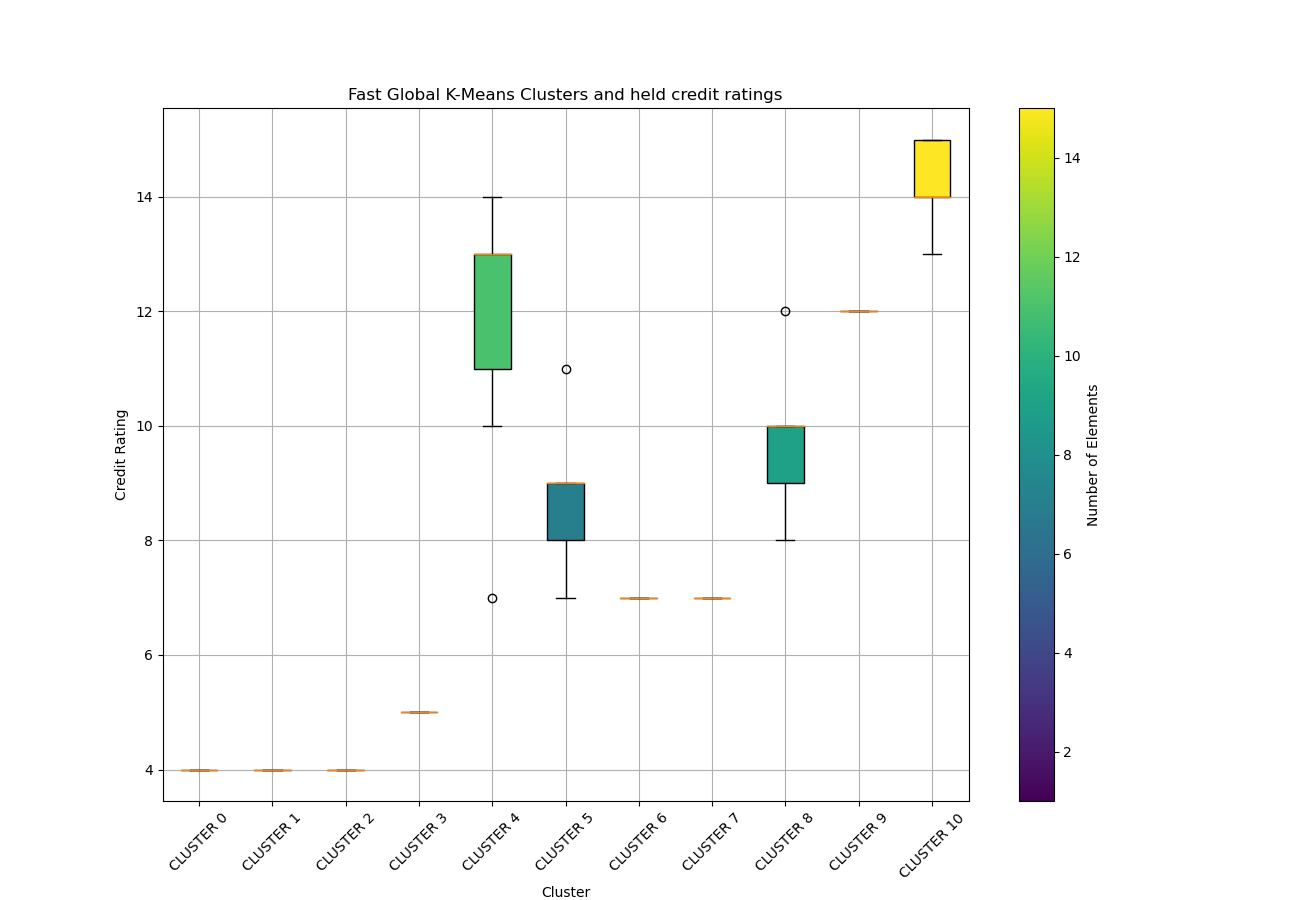 Fast Global K-Means Clusters and held credit ratings
Credit Rating
14
12
10
8
6
4
CLUSTER 0
CLUSTER 1
CLUSTER 2
CLUSTER 3
CLUSTER 4
CLUSTER 5
CLUSTER 6
CLUSTER 7
CLUSTER 8
CLUSTER 9
CLUSTER 10
Cluster
14
12
10
8
6
4
2
Number of Elements